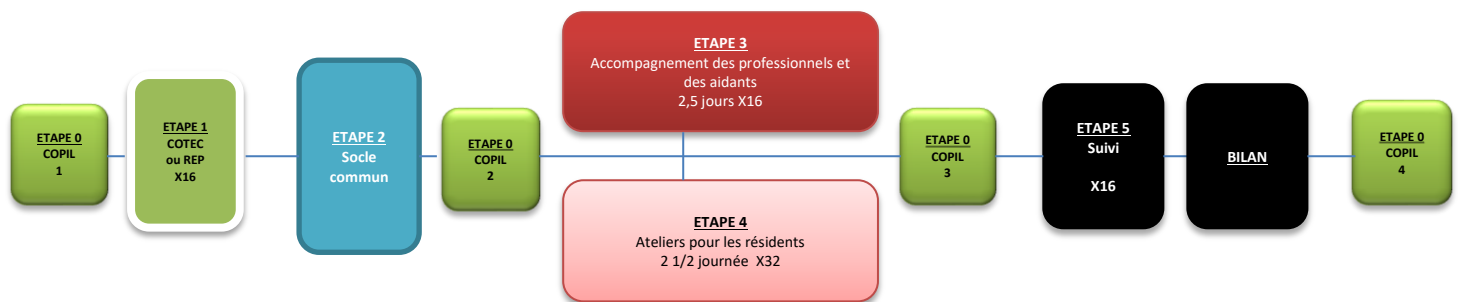 ETAPE 0
COPIL
1
ETAPE 1
COTEC
ou REP
X16
ETAPE 2
Socle
commun
ETAPE 0
COPIL
2
ETAPE 3
Accompagnement des professionnels et
des aidants
2,5 jours X16
ETAPE 4
Ateliers pour les résidents
2 1/2 journée X32
ETAPE 0
COPIL
3
ETAPE 5
Suivi
X16
BILAN
ETAPE 0
COPIL
4